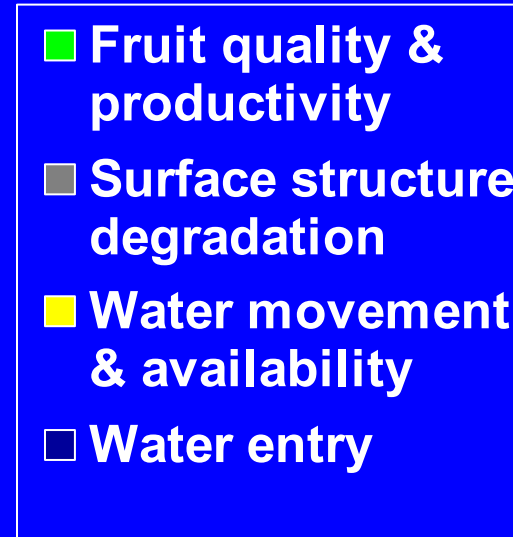 Fruit quality &
productivity
Surface structure
degradation
Water movement
& availability
Water entry